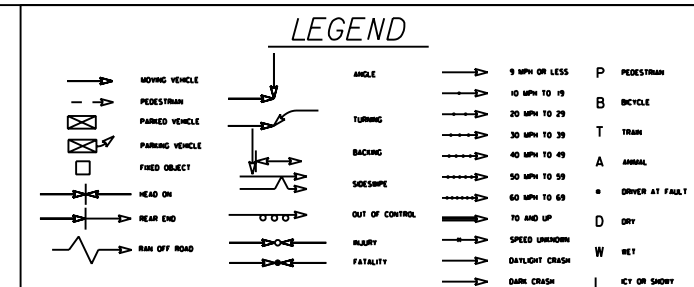 LEGEND
MOVING VEHICLE
PEDESTRIAN
PARKED VEHICLE
PARKING VEHICLE
FIXED OBJECT
HEAD ON
REAR END
RAN OFF ROAD
ANGLE
TURNING
BACKING
SIDESWIPE
OUT OF CONTROL
INJURY
FATALITY
9 MPH OR LESS
10 MPH TO 19
20 MPH TO 29
30 MPH TO 39
40 MPH TO 49
50 MPH TO 59
60 MPH TO 69
70 AND UP
SPEED UNKNOWN
DAYLIGHT CRASH
DARK CRASH
P PEDESTRIAN
B BICYCLE
T TRAIN
A ANIMAL
DRIVER AT FAULT
D DRY
W WET
I ICY OR SNOWY